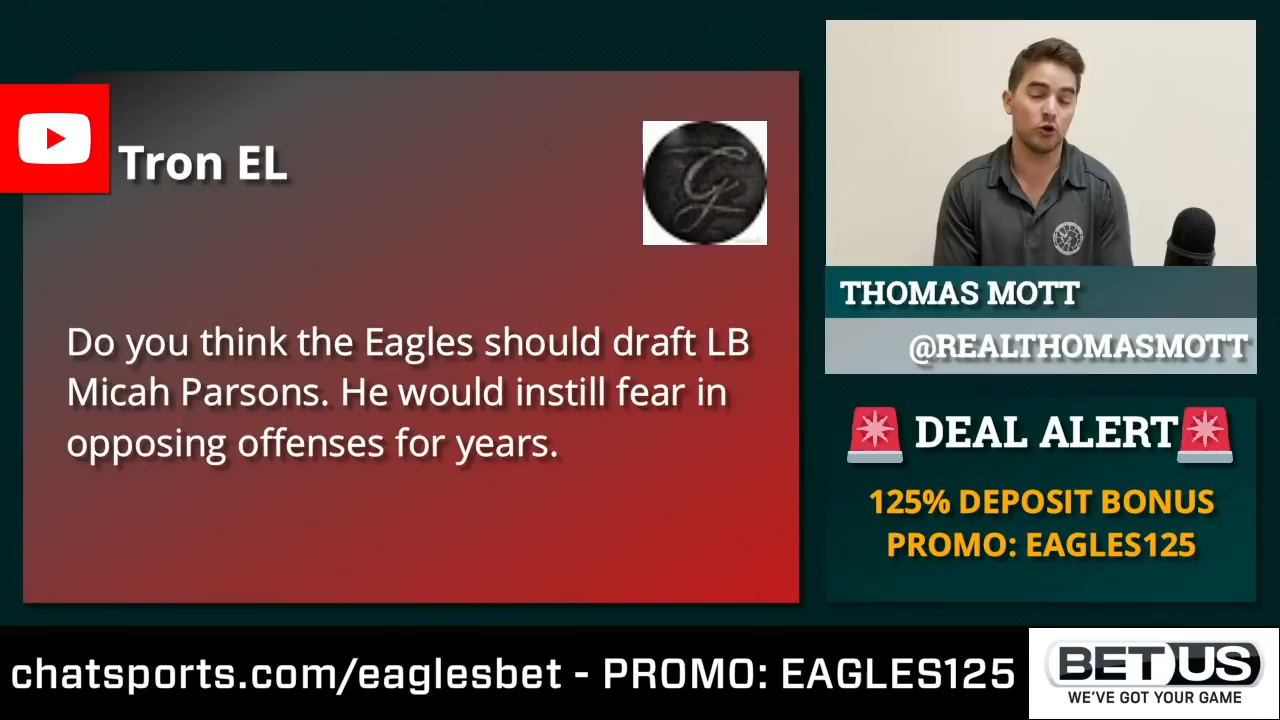 Tron EL
Do you think the Eagles should draft LB
Micah Parsons. He would instill fear in
opposing offenses for years.
THOMAS MOTT
@REALTHOMASMOTT
DEAL ALERT
125% DEPOSIT BONUS
PROMO: EAGLES125
chatsports.com/eaglesbet - PROMO: EAGLES125
BETUS
WE'VE GOT YOUR GAME